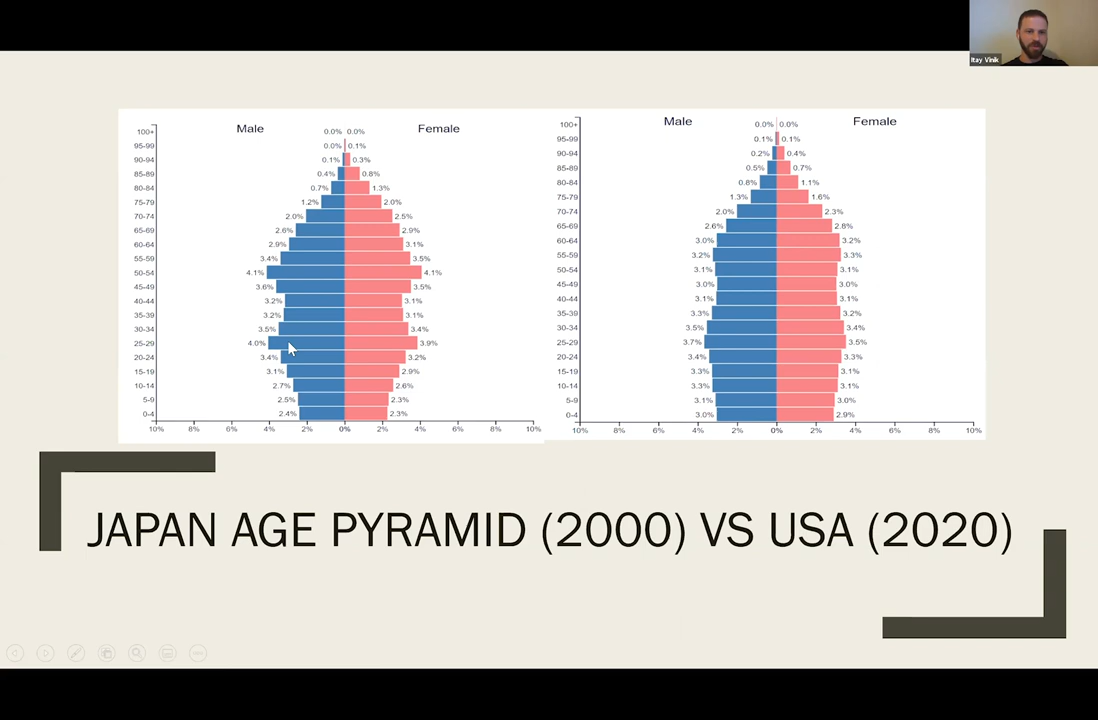 Itay Vinik
Male Female
100+ 0.0% 0.0%
95-99 0.0% 0.1%
90-94 0.1% 0.3%
85-89 0.4% 0.8%
80-84 0.7% 1.3%
75-79 1.2% 2.0%
70-74 2.0% 2.5%
65-69 2.6% 2.9%
60-64 2.9% 3.1%
55-59 3.4% 3.5%
50-54 4.1% 4.1%
45-49 3.6% 3.5%
40-44 3.2% 3.1%
35-39 3.2% 3.1%
30-34 3.5% 3.4%
25-29 4.0% 3.9%
20-24 3.4% 3.2%
15-19 3.1% 2.9%
10-14 2.7% 2.6%
5-9 2.5% 2.3%
0-4 2.4% 2.3%
10% 8% 6% 4% 2% 0% 2% 4% 6% 8% 10%
Male Female
100+ 0.0% 0.0%
95-99 0.1% 0.1%
90-94 0.2% 0.4%
85-89 0.5% 0.7%
80-84 0.8% 1.1%
75-79 1.3% 1.6%
70-74 2.0% 2.3%
65-69 2.6% 2.8%
60-64 3.0% 3.2%
55-59 3.2% 3.3%
50-54 3.1% 3.1%
45-49 3.0% 3.0%
40-44 3.1% 3.1%
35-39 3.3% 3.2%
30-34 3.5% 3.4%
25-29 3.7% 3.5%
20-24 3.4% 3.3%
15-19 3.3% 3.1%
10-14 3.3% 3.1%
5-9 3.1% 3.0%
0-4 3.0% 2.9%
10% 8% 6% 4% 2% 0% 2% 4% 6% 8% 10%
JAPAN AGE PYRAMID (2000) VS USA (2020)